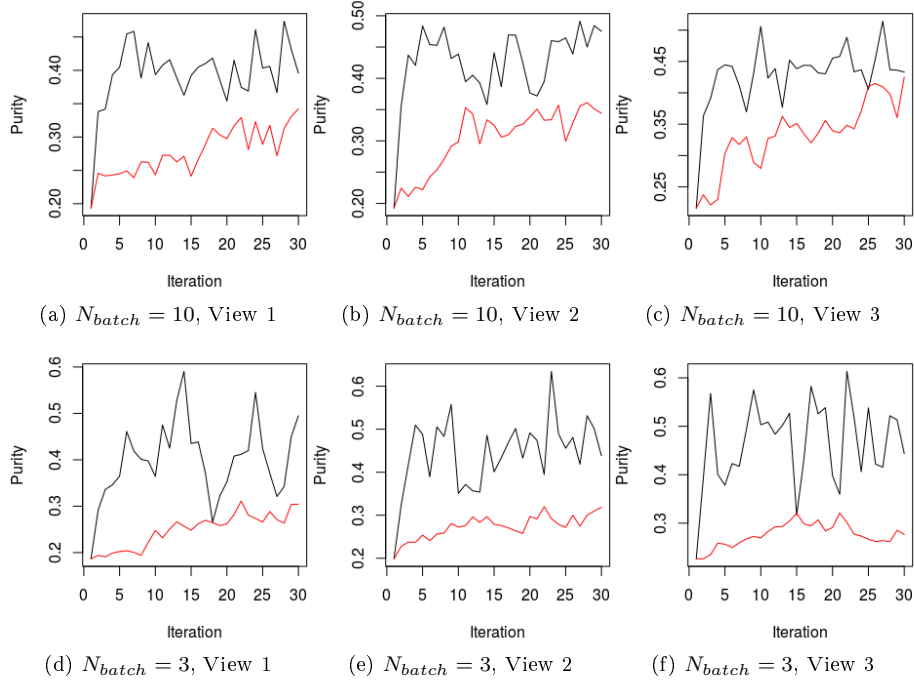 Purity
0.20 0.30 0.40
0 5 10 15 20 25 30
Iteration
(a) N_batch = 10, View 1
Purity
0.20 0.30 0.40 0.50
0 5 10 15 20 25 30
Iteration
(b) N_batch = 10, View 2
Purity
0.25 0.35 0.45
0 5 10 15 20 25 30
Iteration
(c) N_batch = 10, View 3
Purity
0.2 0.3 0.4 0.5 0.6
0 5 10 15 20 25 30
Iteration
(d) N_batch = 3, View 1
Purity
0.2 0.3 0.4 0.5 0.6
0 5 10 15 20 25 30
Iteration
(e) N_batch = 3, View 2
Purity
0.3 0.4 0.5 0.6
0 5 10 15 20 25 30
Iteration
(f) N_batch = 3, View 3